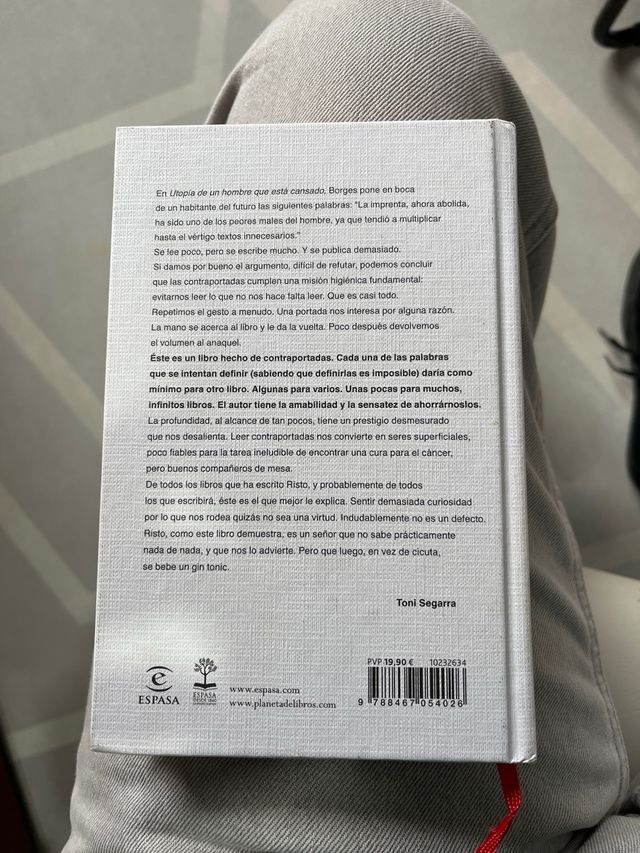 En Utopía de un hombre que está cansado, Borges pone en boca
de un habitante del futuro las siguientes palabras: "La imprenta, ahora abolida,
ha sido uno de los peores males del hombre, ya que tendió a multiplicar
hasta el vértigo textos innecesarios."
Se lee poco, pero se escribe mucho. Y se publica demasiado.
Si damos por bueno el argumento, difícil de refutar, podemos concluir
que las contraportadas cumplen una misión higiénica fundamental:
evitarnos leer lo que no nos hace falta leer. Que es casi todo.
Repetimos el gesto a menudo. Una portada nos interesa por alguna razón.
La mano se acerca al libro y le da la vuelta. Poco después devolvemos
el volumen al anaquel.
Éste es un libro hecho de contraportadas. Cada una de las palabras
que se intentan definir (sabiendo que definirlas es imposible) daría como
mínimo para otro libro. Algunas para varios. Unas pocas para muchos,
infinitos libros. El autor tiene la amabilidad y la sensatez de ahorrárnoslos.
La profundidad, al alcance de tan pocos, tiene un prestigio desmesurado
que nos desalienta. Leer contraportadas nos convierte en seres superficiales,
poco fiables para la tarea ineludible de encontrar una cura para el cáncer,
pero buenos compañeros de mesa.
De todos los libros que ha escrito Risto, y probablemente de todos
los que escribirá, éste es el que mejor le explica. Sentir demasiada curiosidad
por lo que nos rodea quizás no sea una virtud. Indudablemente no es un defecto.
Risto, como este libro demuestra, es un señor que no sabe prácticamente
nada de nada, y que nos lo advierte. Pero que luego, en vez de cicuta,
se bebe un gin tonic.
Toni Segarra
PVP 19,90 € 10232634
9 788467 054026
e
ESPASA
ESPASA
www.espasa.com
www.planetadelibros.com